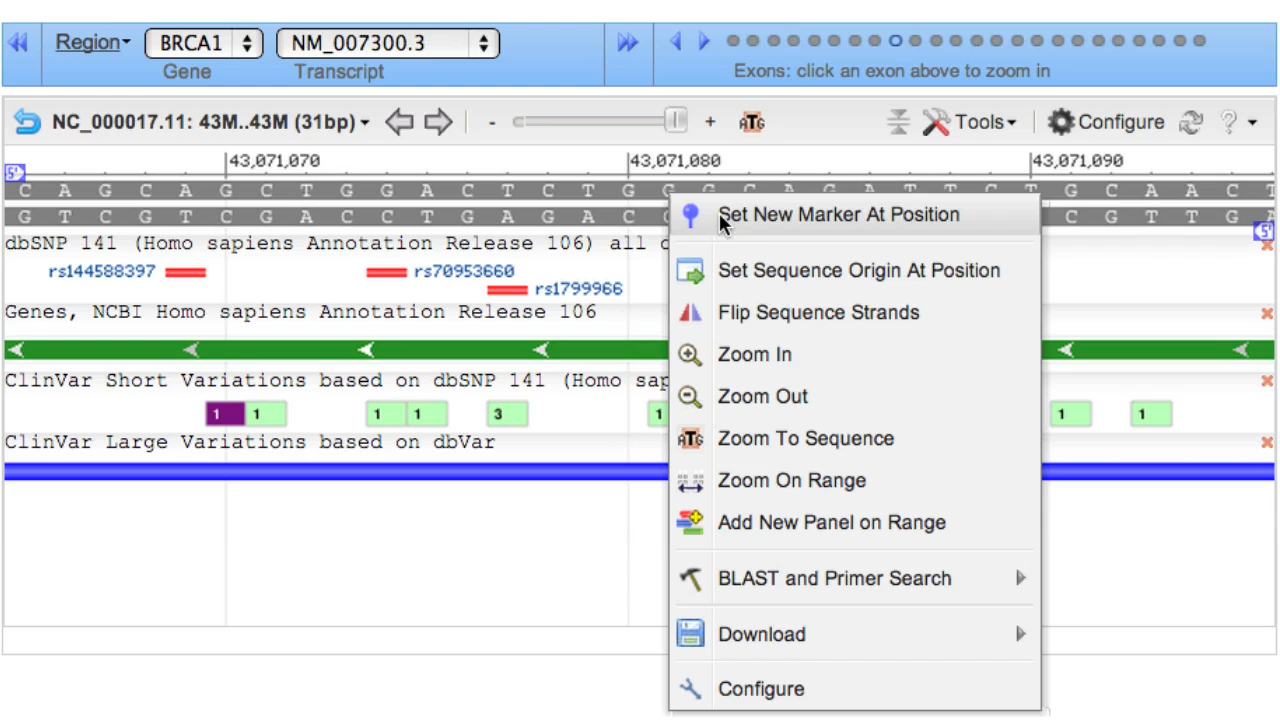 Region BRCA1 NM_007300.3
Gene Transcript Exons: click an exon above to zoom in
NC_000017.11: 43M..43M (31bp) - + ATG Tools Configure ?
43,071,070 43,071,080 43,071,090
5'
C A G C A G C T G G A C T C T G G G C A G A T T C T G C A A C T
G T C G T C G A C C T G A G A C C G T T G A
5'
dbSNP 141 (Homo sapiens Annotation Release 106) all
rs144588397 rs70953660
rs1799966
Genes, NCBI Homo sapiens Annotation Release 106
ClinVar Short Variations based on dbSNP 141 (Homo sap
1 1 1 1 3 1 1 1
ClinVar Large Variations based on dbVar
Set New Marker At Position
Set Sequence Origin At Position
Flip Sequence Strands
Zoom In
Zoom Out
ATG Zoom To Sequence
Zoom On Range
Add New Panel on Range
BLAST and Primer Search
Download
Configure